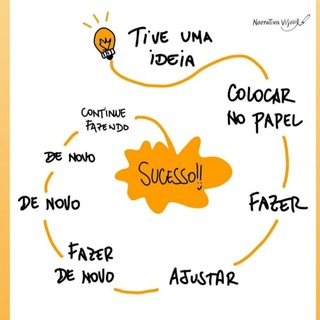 Narrativa Visual
TIVE UMA
IDEIA
COLOCAR
NO PAPEL
FAZER
AJUSTAR
FAZER
DE NOVO
DE NOVO
DE NOVO
CONTINUE
FAZENDO
SUCESSO!!